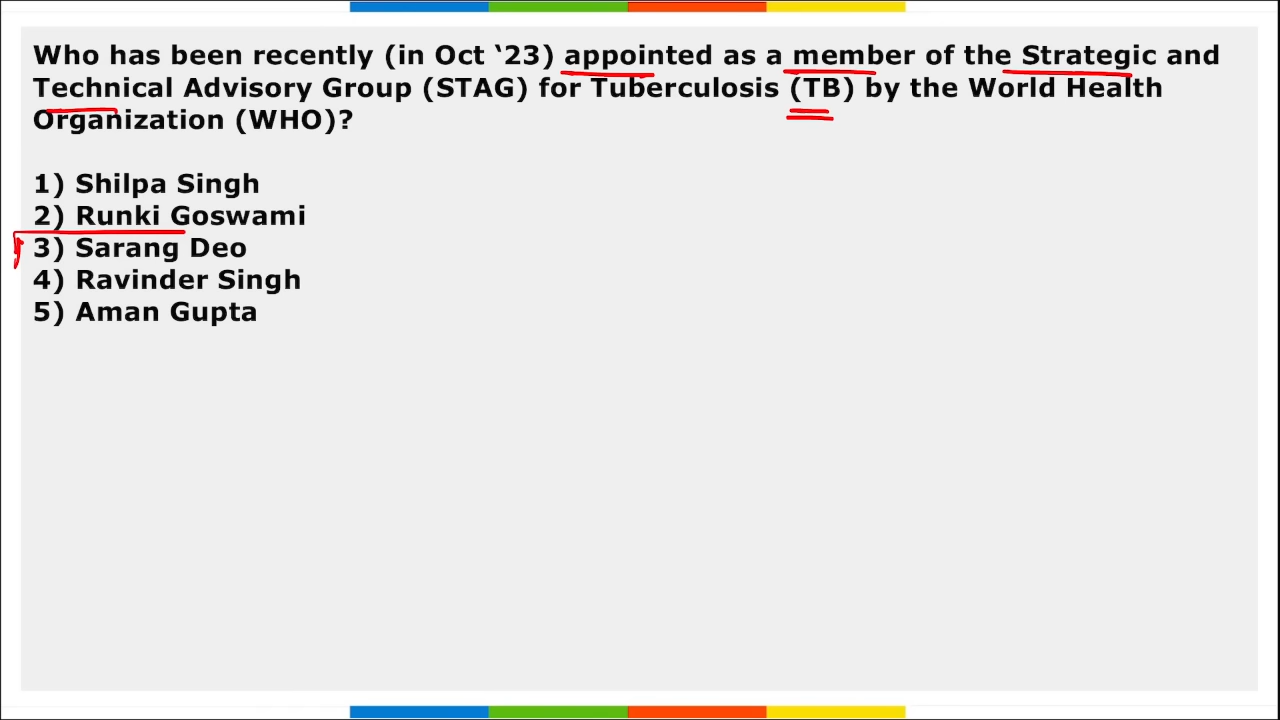 Who has been recently (in Oct ‘23) appointed as a member of the Strategic and
Technical Advisory Group (STAG) for Tuberculosis (TB) by the World Health
Organization (WHO)?
1) Shilpa Singh
2) Runki Goswami
3) Sarang Deo
4) Ravinder Singh
5) Aman Gupta